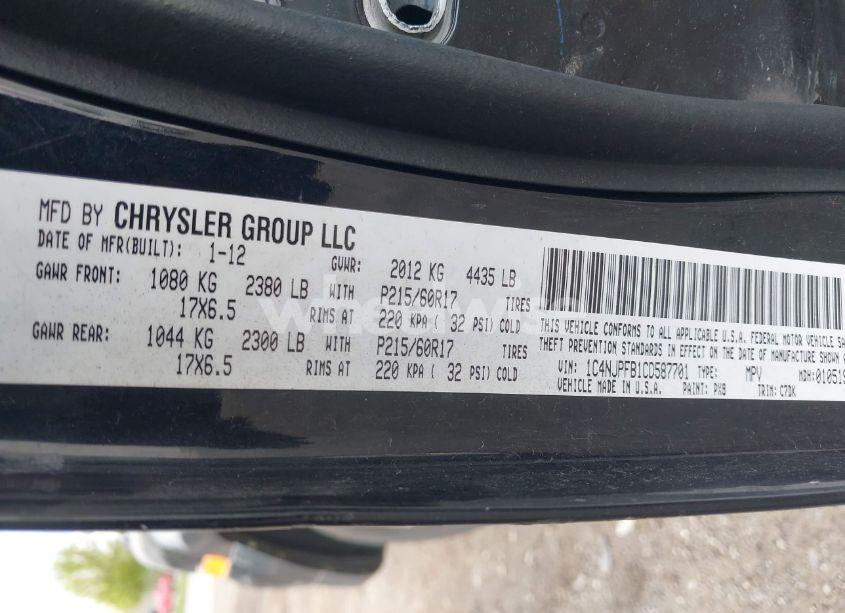 MFD BY CHRYSLER GROUP LLC
DATE OF MFR(BUILT): 1-12 GVWR: 2012 KG 4435 LB
GAWR FRONT: 1080 KG 2380 LB WITH P215/60R17 TIRES
17X6.5 RIMS AT 220 KPA ( 32 PSI) COLD
GAWR REAR: 1044 KG 2300 LB WITH P215/60R17 TIRES
17X6.5 RIMS AT 220 KPA ( 32 PSI) COLD
THIS VEHICLE CONFORMS TO ALL APPLICABLE U.S.A. FEDERAL MOTOR VEHICLE
THEFT PREVENTION STANDARDS IN EFFECT ON THE DATE OF MANUFACTURE SHOWN
VIN: 1C4NJPFB1CD587701 TYPE: MPV MDH: 01051
VEHICLE MADE IN U.S.A. PAINT: PX8 TRIM: C7DK